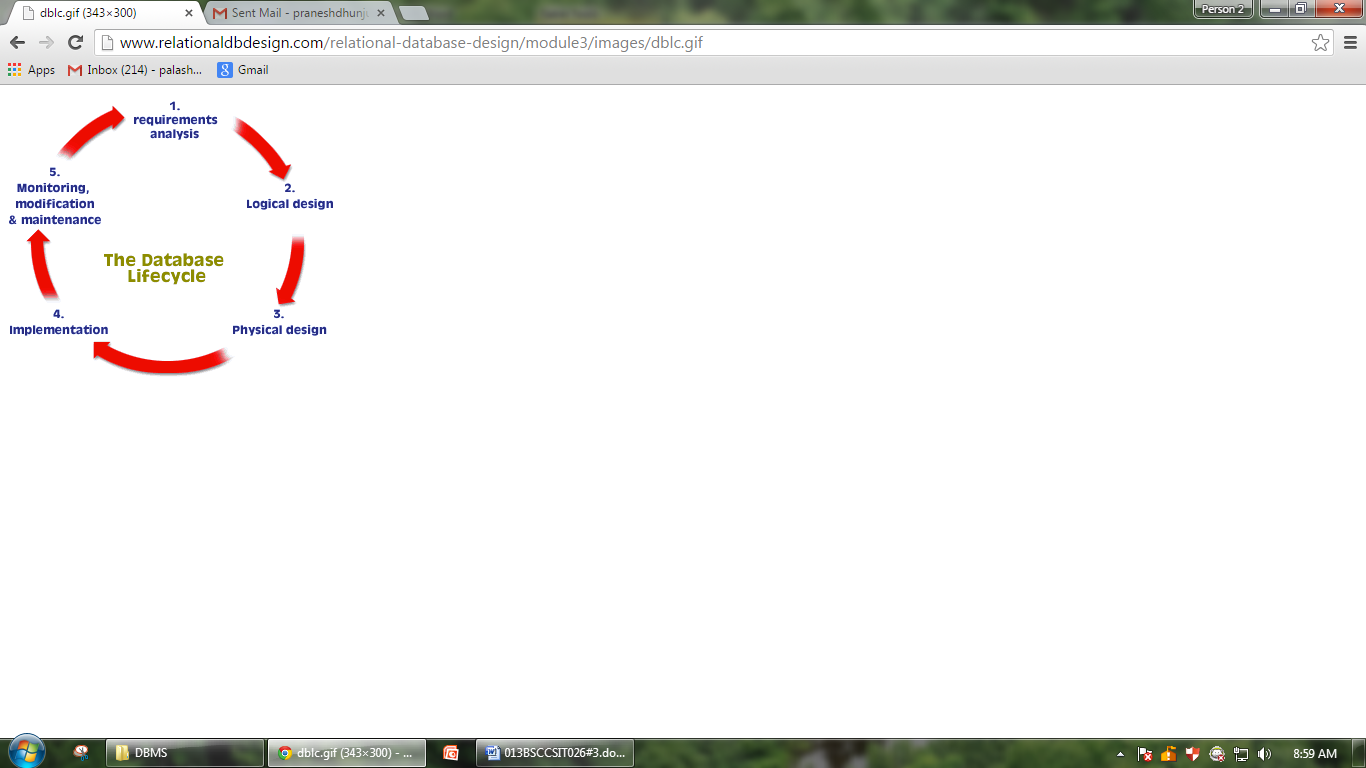 dblc.gif (343×300)
Sent Mail - praneshdhunju
Person 2
www.relationaldbdesign.com/relational-database-design/module3/images/dblc.gif
Apps
Inbox (214) - palash...
Gmail
1.
requirements
analysis
2.
Logical design
3.
Physical design
4.
Implementation
5.
Monitoring,
modification
& maintenance
The Database
Lifecycle
DBMS
dblc.gif (343×300) - ...
013BSCCSIT026#3.do...
8:59 AM